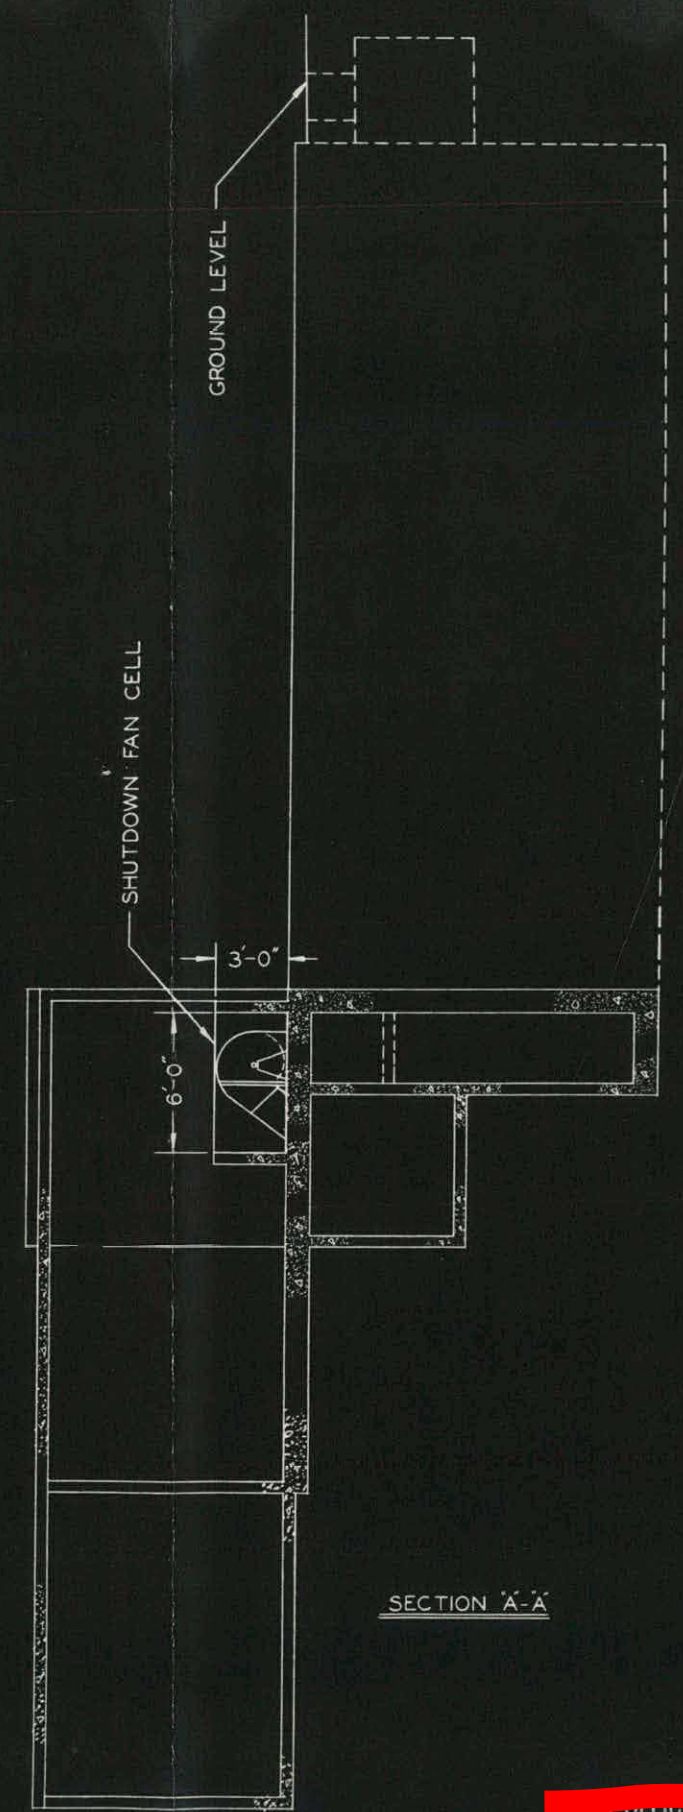 GROUND LEVEL
SHUTDOWN FAN CELL
3'-0"
6'-0"
SECTION "A-A"